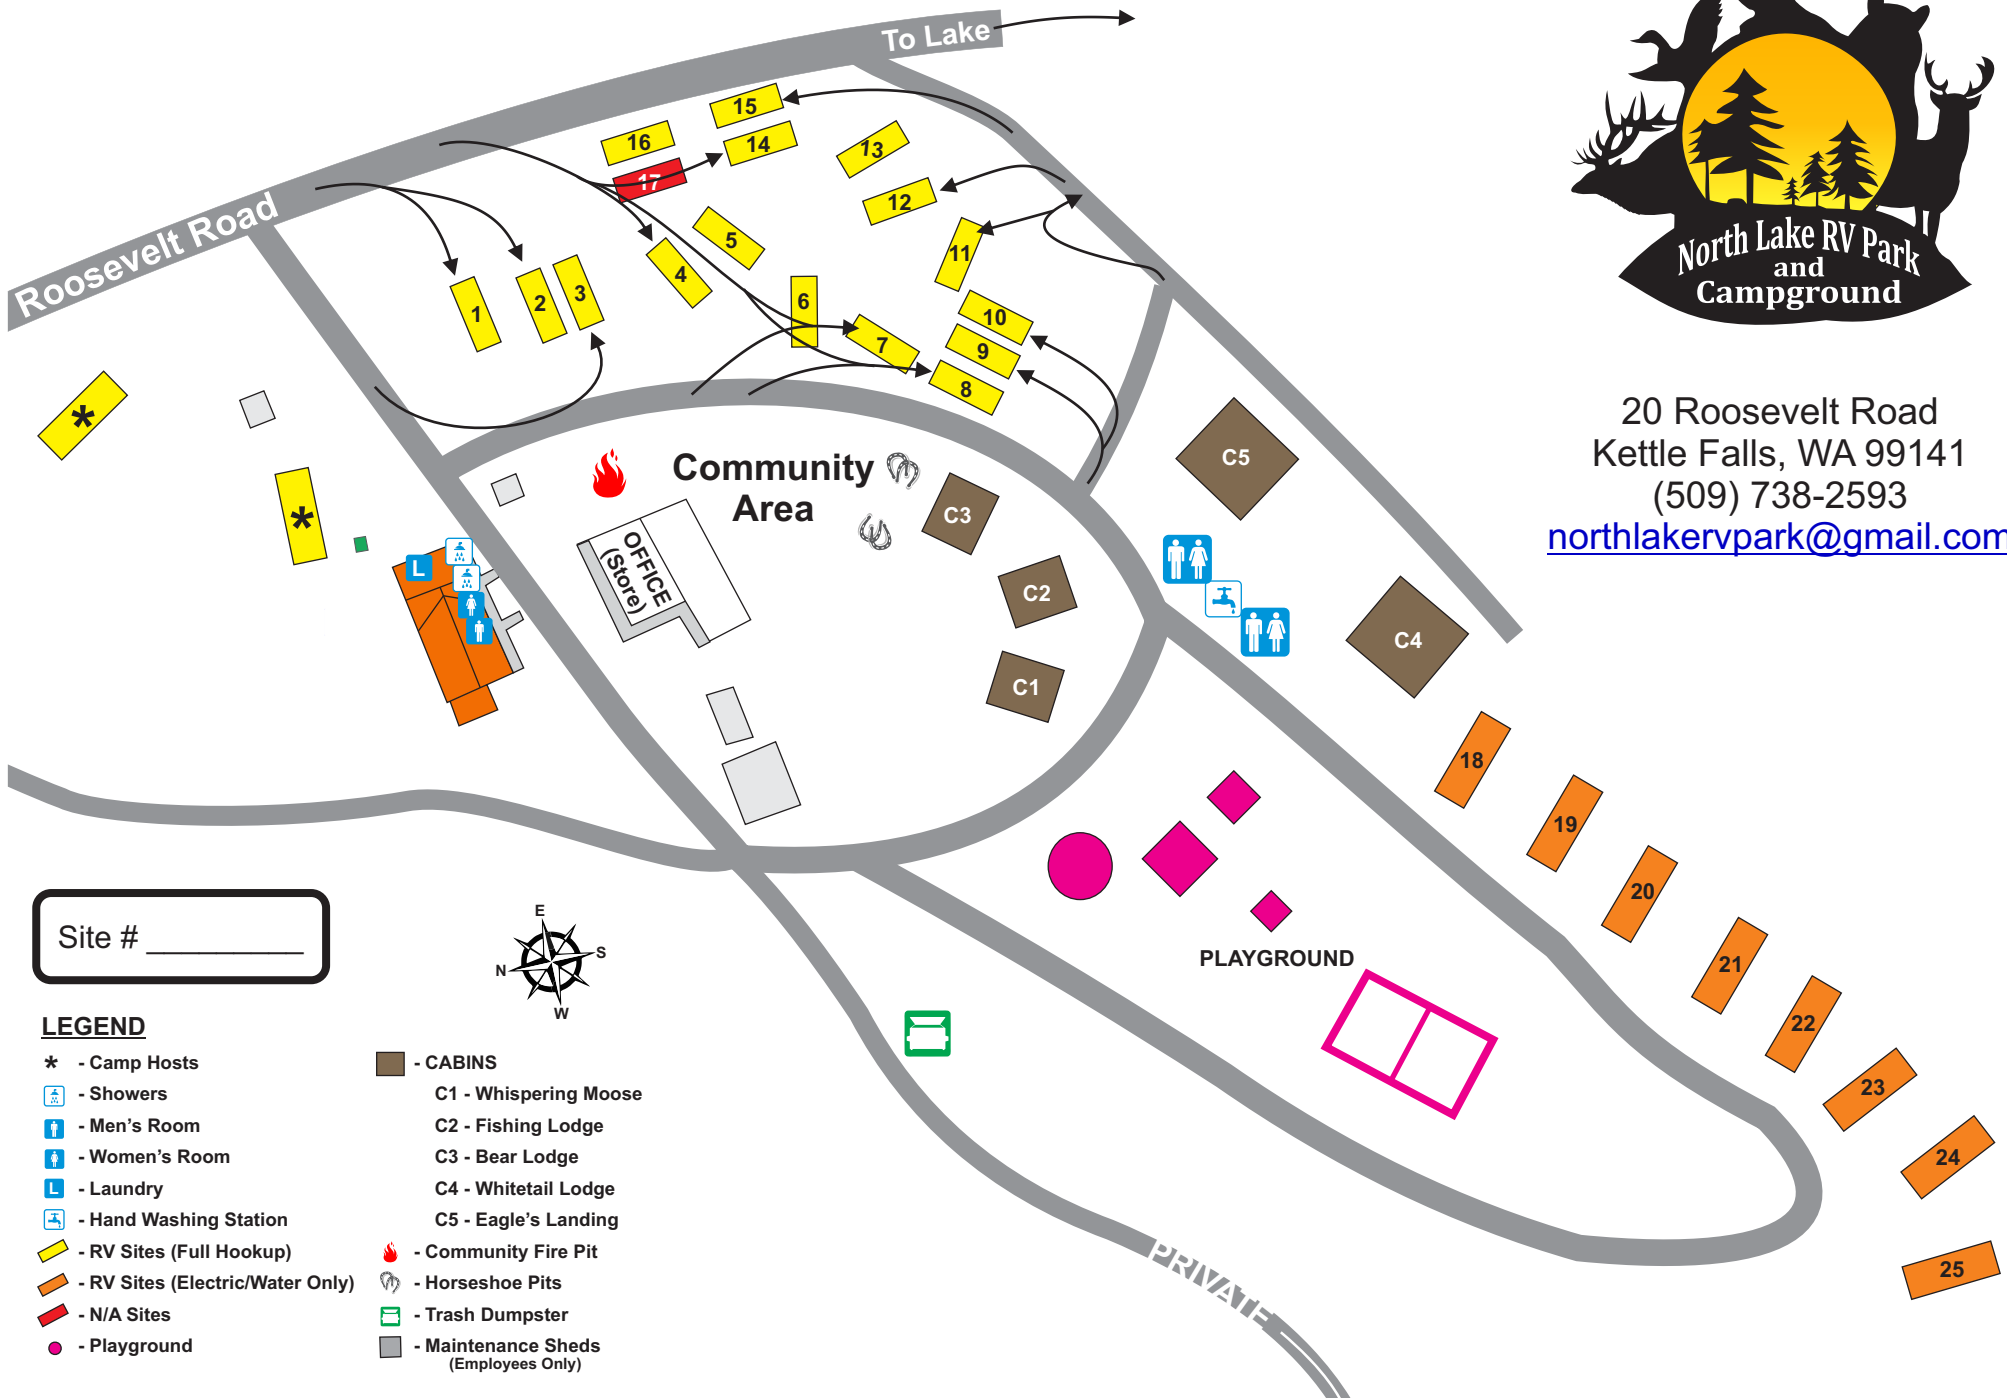 To Lake
Roosevelt Road
15
16
14
13
17
12
5
11
4
6
3
2
1
10
7
9
8
North Lake RV Park
and
Campground
20 Roosevelt Road
Kettle Falls, WA 99141
(509) 738-2593
northlakervpark@gmail.com
*
*
Community
Area
C5
C3
OFFICE
(Store)
L
C2
C4
C1
18
19
20
21
22
23
24
25
PLAYGROUND
PRIVATE
Site # _________
E
S
N
W
LEGEND
* - Camp Hosts
- Showers
- Men's Room
- Women's Room
L - Laundry
- Hand Washing Station
- RV Sites (Full Hookup)
- RV Sites (Electric/Water Only)
- N/A Sites
- Playground
- CABINS
C1 - Whispering Moose
C2 - Fishing Lodge
C3 - Bear Lodge
C4 - Whitetail Lodge
C5 - Eagle's Landing
- Community Fire Pit
- Horseshoe Pits
- Trash Dumpster
- Maintenance Sheds
(Employees Only)